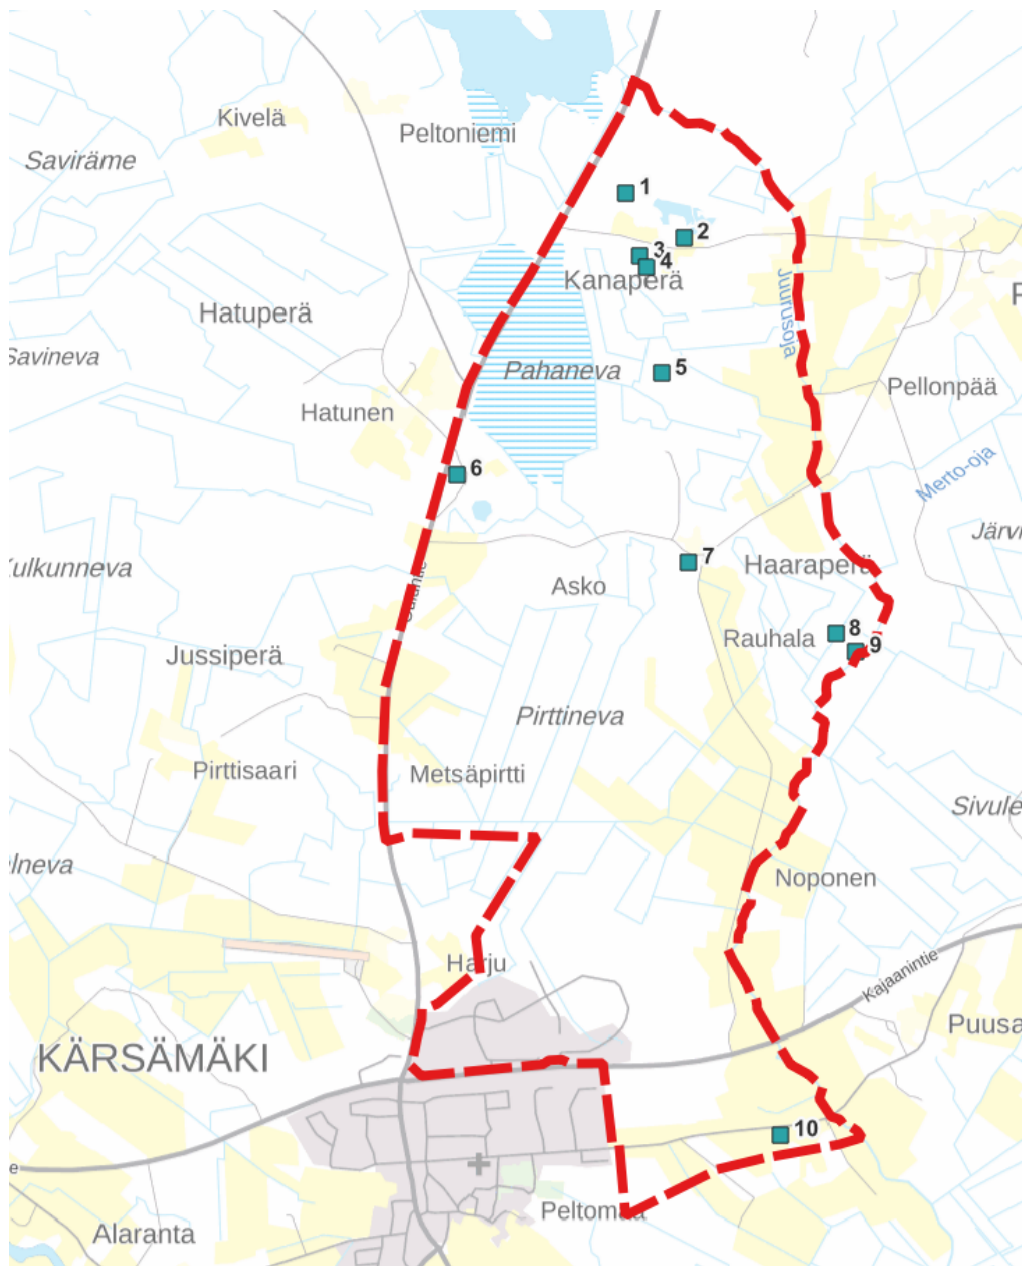 Kivelä
Peltoniemi
Saviräme
1
2
3
4
Kanaperä
Juurusoja
Hatuperä
Savineva
Pahaneva
5
Pellonpää
Hatunen
6
Merto-oja
7
Haaraperä
Asko
8
Rauhala
9
Jussiperä
Pirttineva
Pirttisaari
Metsäpirtti
Noponen
Harju
Kajaanintie
KÄRSÄMÄKI
10
Peltomaa
Alaranta